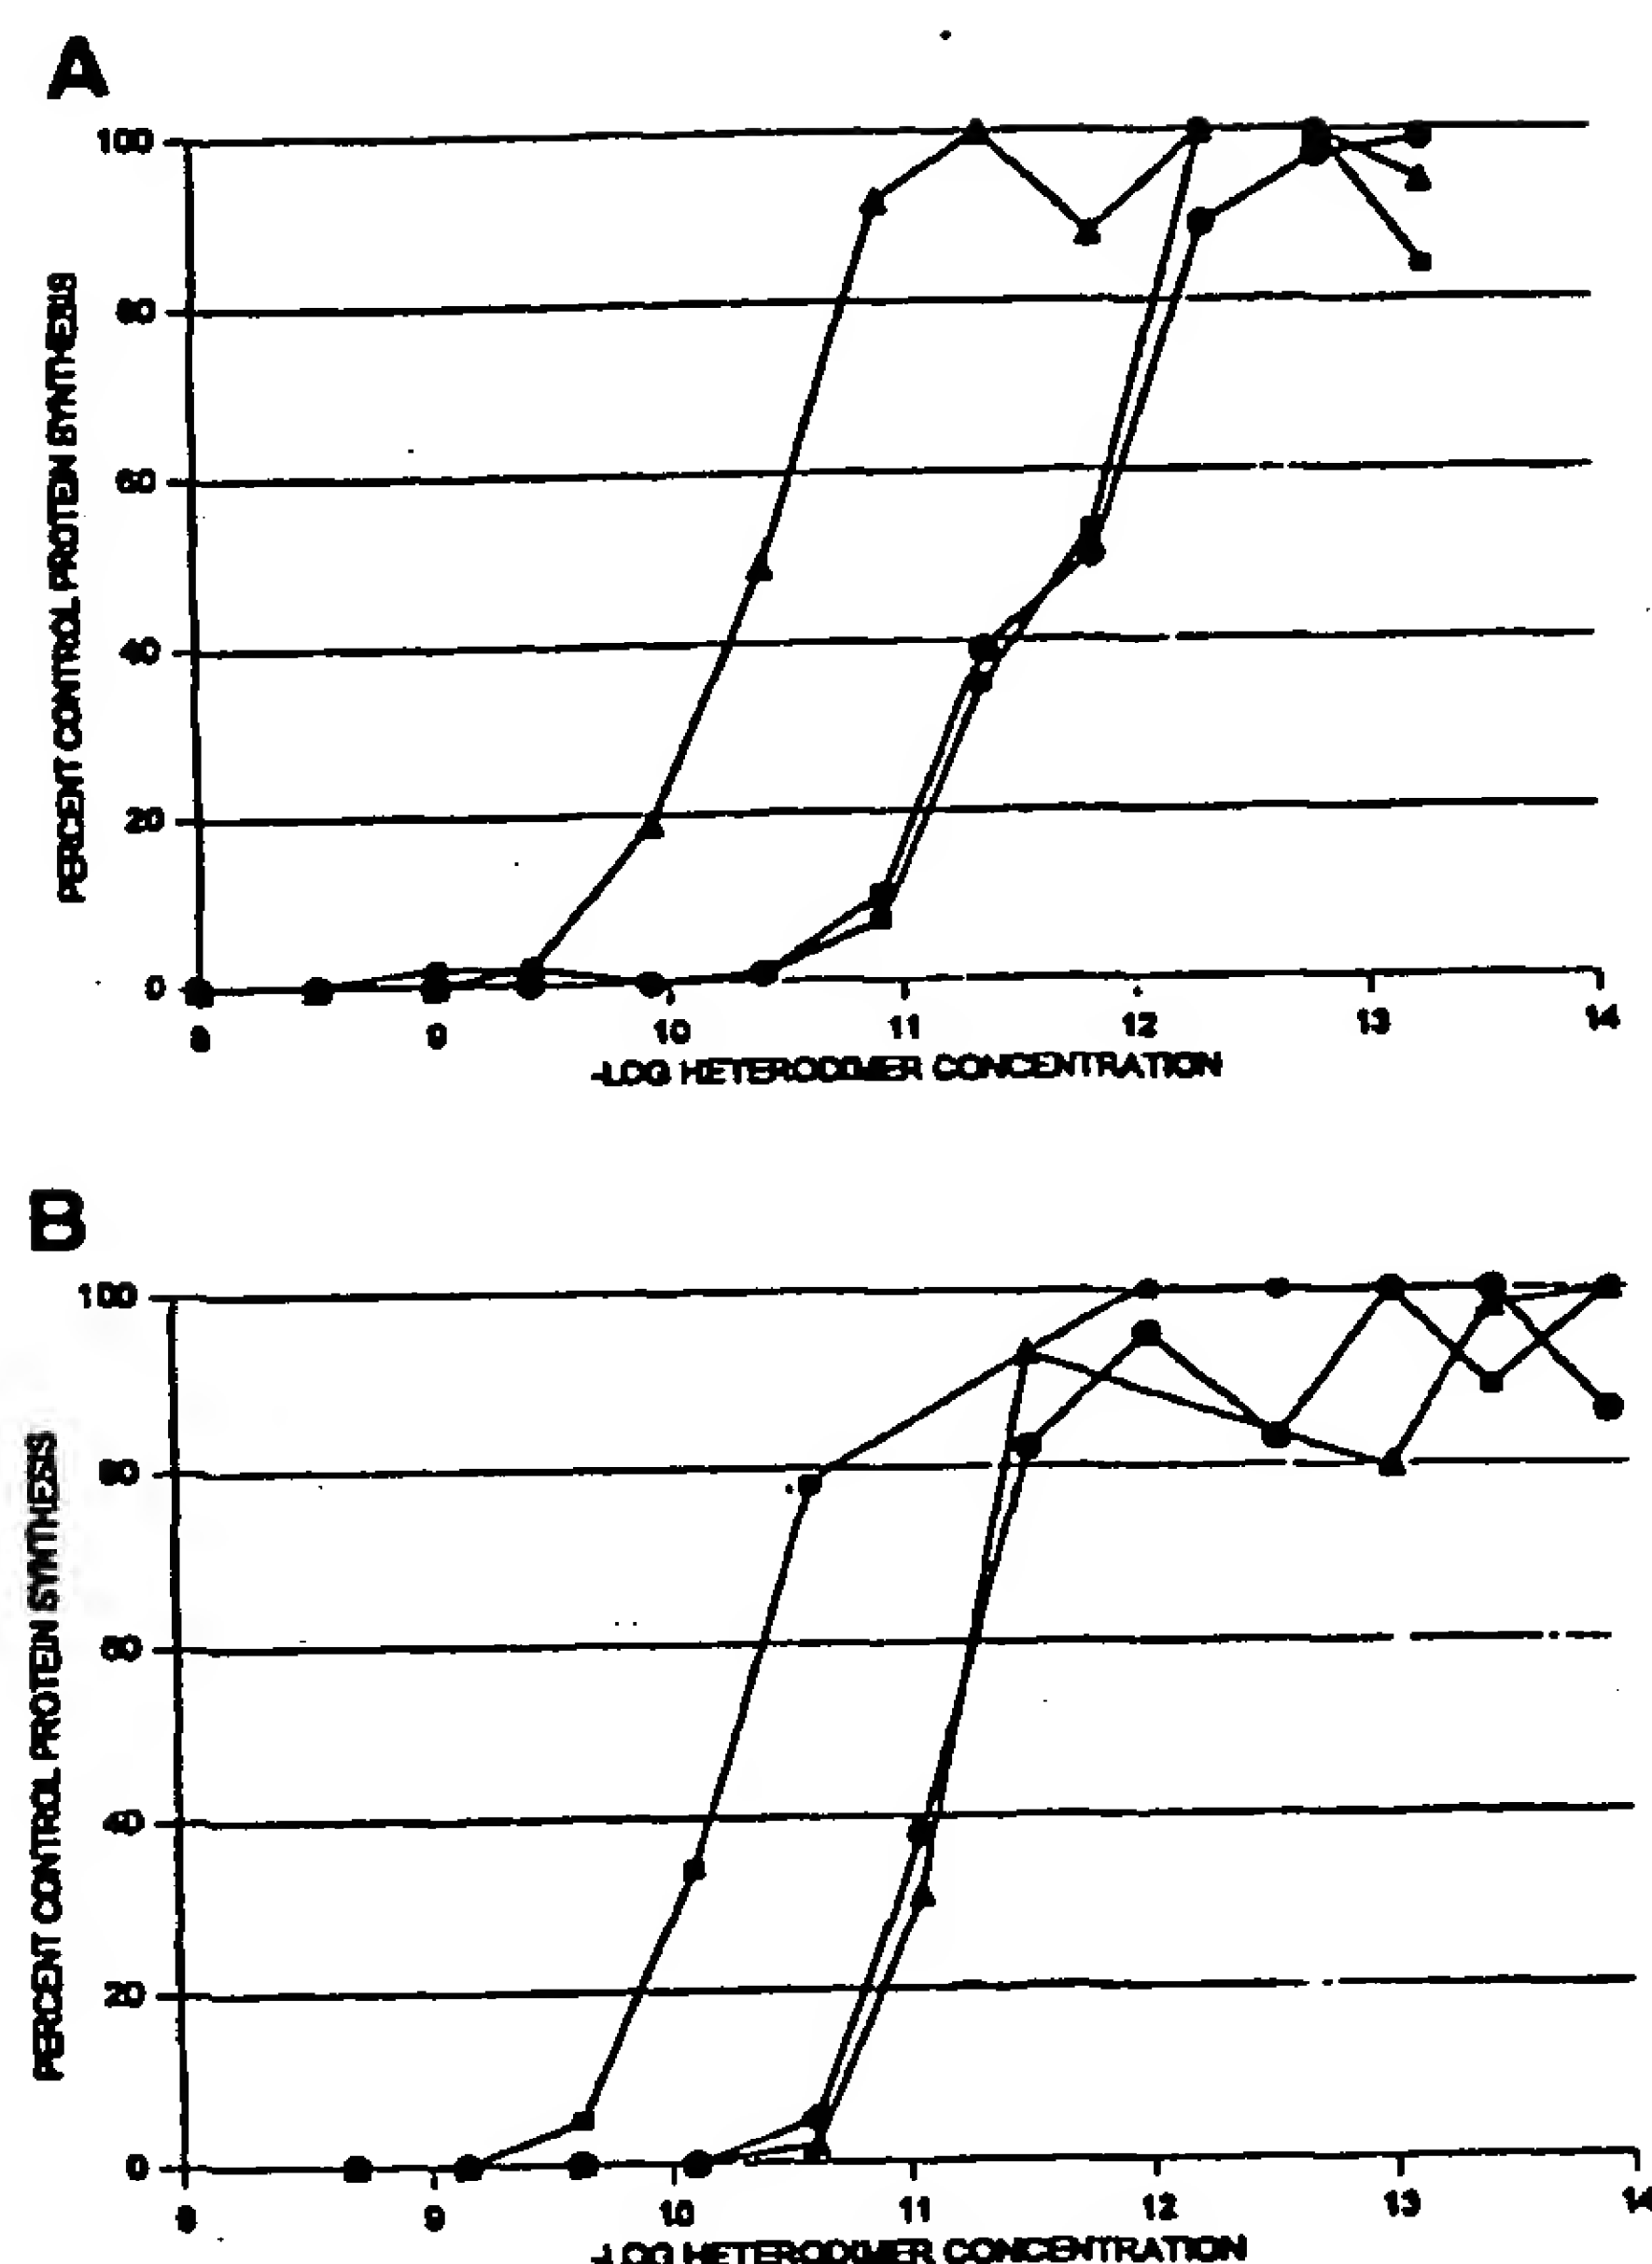 A
100
80
60
40
20
0
PERCENT CONTROL PROTEIN SYNTHESIS
8 9 10 11 12 13 14
-LOG HETERODIMER CONCENTRATION
B
100
80
60
40
20
0
PERCENT CONTROL PROTEIN SYNTHESIS
8 9 10 11 12 13 14
-LOG HETERODIMER CONCENTRATION